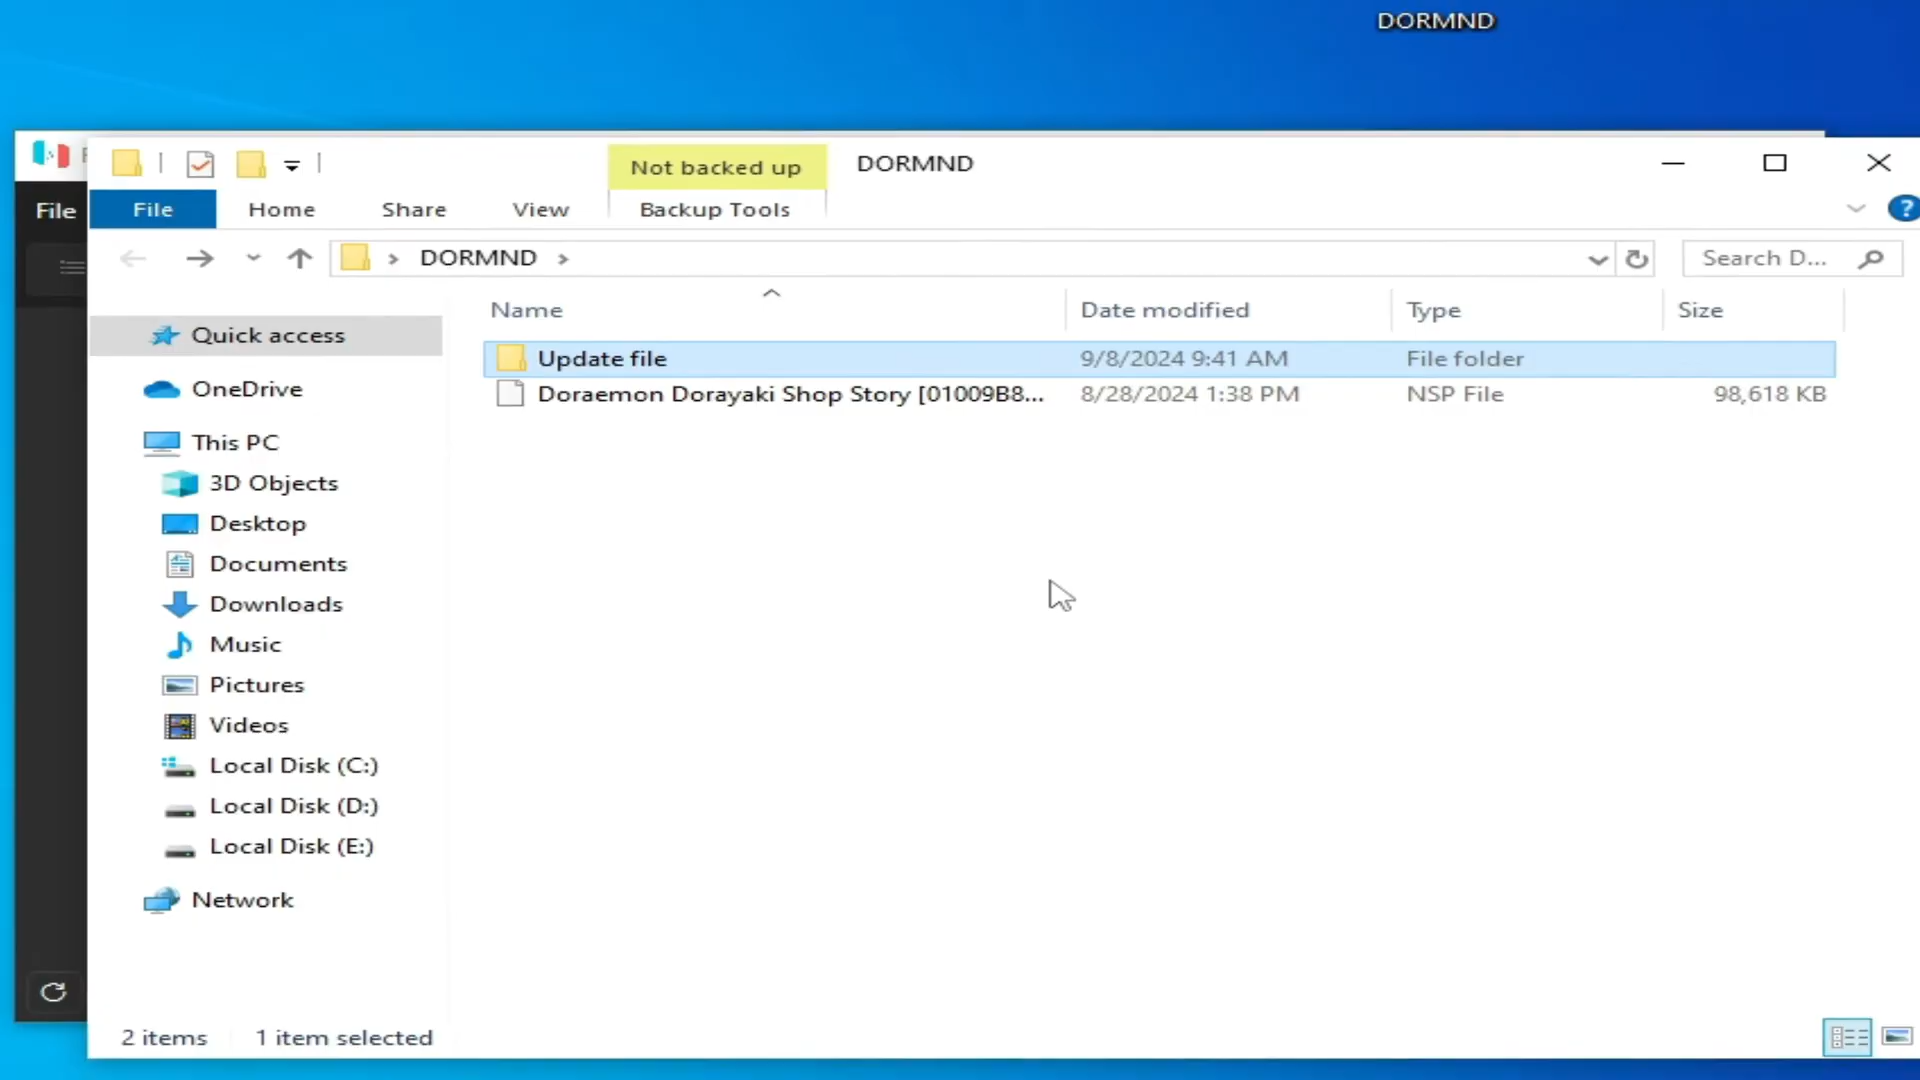 DORMND
Not backed up
DORMND
File
File
Home
Share
View
Backup Tools
DORMND
Search D...
Name
Date modified
Type
Size
Quick access
Update file
9/8/2024 9:41 AM
File folder
Doraemon Dorayaki Shop Story [01009B8...
8/28/2024 1:38 PM
NSP File
98,618 KB
OneDrive
This PC
3D Objects
Desktop
Documents
Downloads
Music
Pictures
Videos
Local Disk (C:)
Local Disk (D:)
Local Disk (E:)
Network
2 items
1 item selected